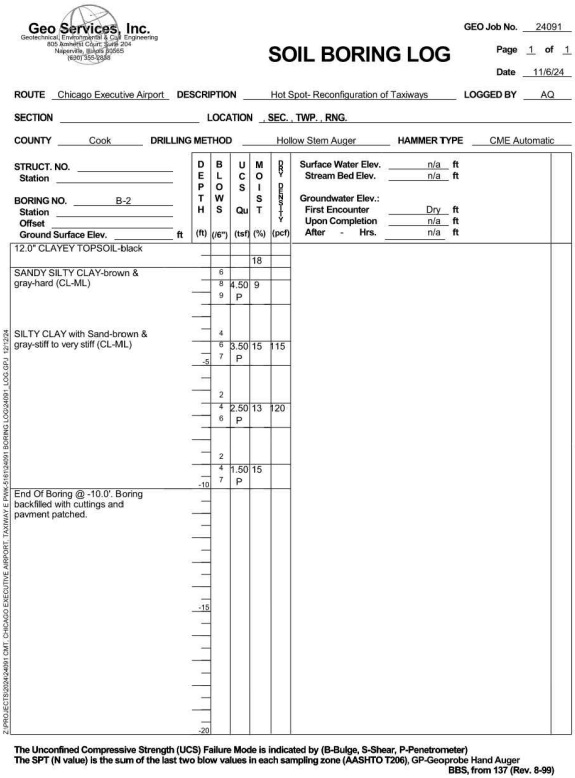 Geo Services, Inc.
Geotechnical, Environmental & Civil Engineering
805 Amherst Court, Suite 204
Naperville, Illinois 60565
(630) 355-2838
SOIL BORING LOG
GEO Job No. 24091
Page 1 of 1
Date 11/6/24
ROUTE Chicago Executive Airport DESCRIPTION Hot Spot- Reconfiguration of Taxiways LOGGED BY AQ
SECTION LOCATION , SEC. , TWP. , RNG.
COUNTY Cook DRILLING METHOD Hollow Stem Auger HAMMER TYPE CME Automatic
STRUCT. NO.
Station
BORING NO. B-2
Station
Offset
Ground Surface Elev. ft
DEPTH (ft)
BLOWS (/6")
UCS Qu (tsf)
MOIST (%)
DRY DENSITY (pcf)
Surface Water Elev. n/a ft
Stream Bed Elev. n/a ft
Groundwater Elev.:
First Encounter Dry ft
Upon Completion n/a ft
After - Hrs. n/a ft
12.0" CLAYEY TOPSOIL-black
18
SANDY SILTY CLAY-brown & 6
gray-hard (CL-ML) 8 4.50 9
9 P
SILTY CLAY with Sand-brown & 4
gray-stiff to very stiff (CL-ML) 6 3.50 15 115
-5 7 P
2
4 2.50 13 120
6 P
2
4 1.50 15
-10 7 P
End Of Boring @ -10.0'. Boring
backfilled with cuttings and
pavment patched.
-15
-20
Z:\PROJECTS\2024\24091 CMT, CHICAGO EXECUTIVE AIRPORT, TAXIWAY E PWK-5161\24091 BORING LOG\24091_LOG.GPJ 12/12/24
The Unconfined Compressive Strength (UCS) Failure Mode is indicated by (B-Bulge, S-Shear, P-Penetrometer)
The SPT (N value) is the sum of the last two blow values in each sampling zone (AASHTO T206), GP-Geoprobe Hand Auger
BBS, from 137 (Rev. 8-99)